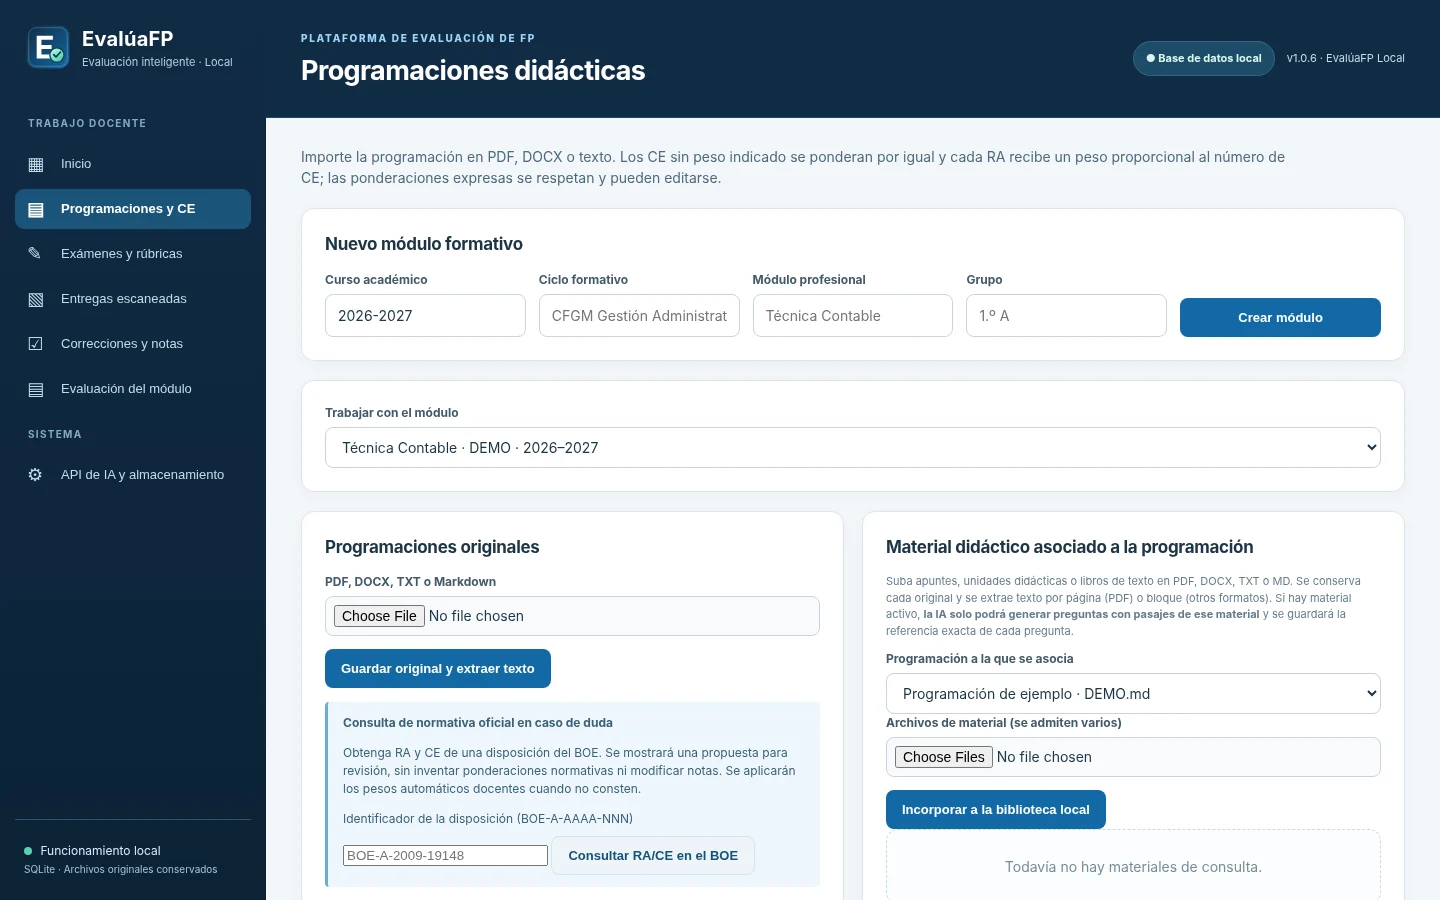 EvalúaFP
Evaluación inteligente · Local
TRABAJO DOCENTE
Inicio
Programaciones y CE
Exámenes y rúbricas
Entregas escaneadas
Correcciones y notas
Evaluación del módulo
SISTEMA
API de IA y almacenamiento
Funcionamiento local
SQLite · Archivos originales conservados
PLATAFORMA DE EVALUACIÓN DE FP
Programaciones didácticas
Base de datos local
v1.0.6 · EvalúaFP Local
Importe la programación en PDF, DOCX o texto. Los CE sin peso indicado se ponderan por igual y cada RA recibe un peso proporcional al número de
CE; las ponderaciones expresas se respetan y pueden editarse.
Nuevo módulo formativo
Curso académico
Ciclo formativo
Módulo profesional
Grupo
2026-2027
CFGM Gestión Administrat
Técnica Contable
1.º A
Crear módulo
Trabajar con el módulo
Técnica Contable · DEMO · 2026–2027
Programaciones originales
PDF, DOCX, TXT o Markdown
Choose File No file chosen
Guardar original y extraer texto
Consulta de normativa oficial en caso de duda
Obtenga RA y CE de una disposición del BOE. Se mostrará una propuesta para
revisión, sin inventar ponderaciones normativas ni modificar notas. Se aplicarán
los pesos automáticos docentes cuando no consten.
Identificador de la disposición (BOE-A-AAAA-NNN)
BOE-A-2009-19148
Consultar RA/CE en el BOE
Material didáctico asociado a la programación
Suba apuntes, unidades didácticas o libros de texto en PDF, DOCX, TXT o MD. Se conserva
cada original y se extrae texto por página (PDF) o bloque (otros formatos). Si hay material
activo, la IA solo podrá generar preguntas con pasajes de ese material y se guardará la
referencia exacta de cada pregunta.
Programación a la que se asocia
Programación de ejemplo · DEMO.md
Archivos de material (se admiten varios)
Choose Files No file chosen
Incorporar a la biblioteca local
Todavía no hay materiales de consulta.